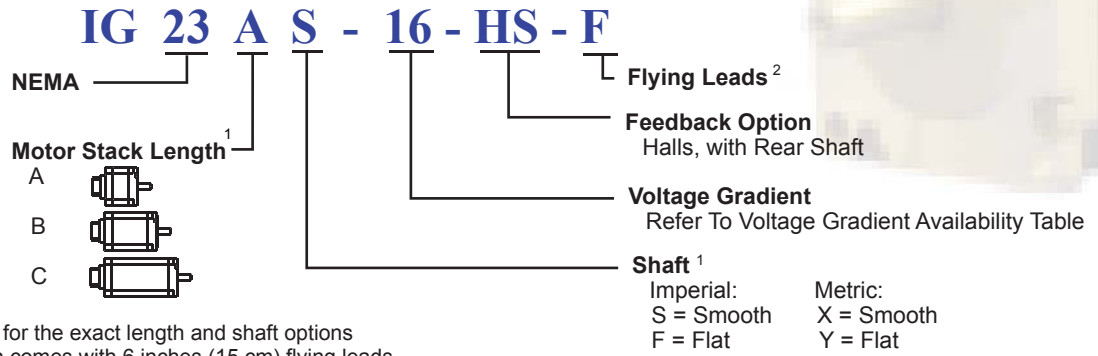 IG 23 A S - 16 - HS - F
NEMA
Flying Leads 2
Motor Stack Length 1
Feedback Option
Halls, with Rear Shaft
A
B
C
Voltage Gradient
Refer To Voltage Gradient Availability Table
Shaft 1
Imperial: Metric:
S = Smooth X = Smooth
F = Flat Y = Flat
for the exact length and shaft options
comes with 6 inches (15 cm) flying leads